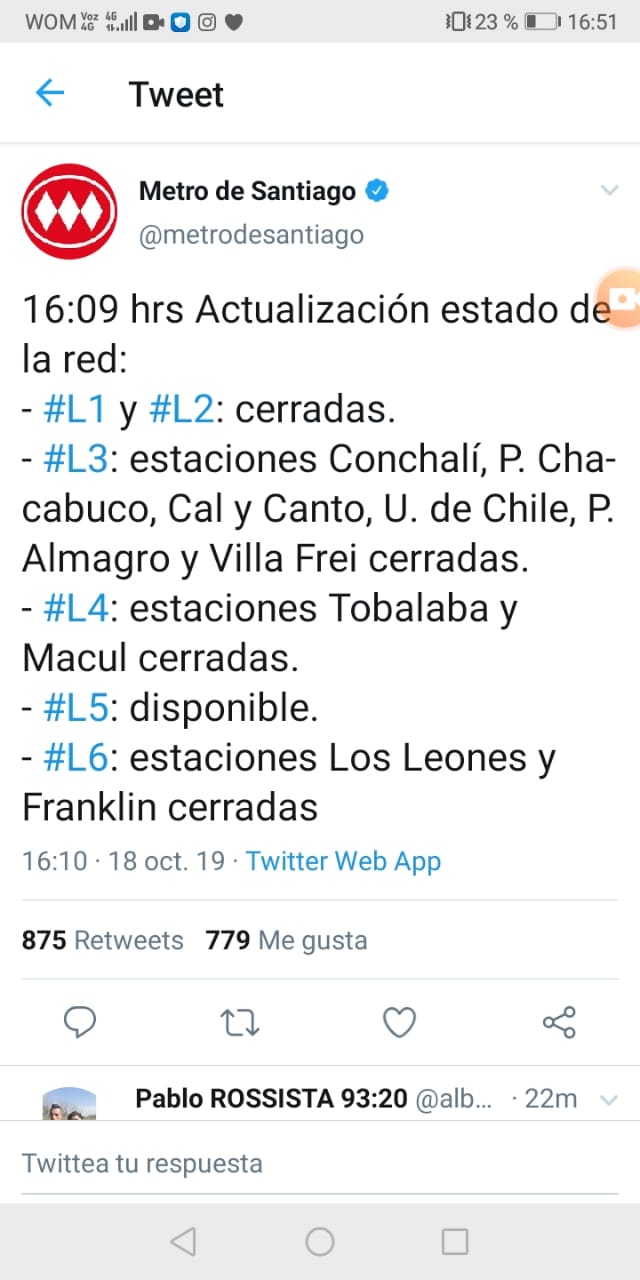 WOM Voz 4G 4G 23 % 16:51
Tweet
Metro de Santiago
@metrodesantiago
16:09 hrs Actualización estado de
la red:
- #L1 y #L2: cerradas.
- #L3: estaciones Conchalí, P. Cha-
cabuco, Cal y Canto, U. de Chile, P.
Almagro y Villa Frei cerradas.
- #L4: estaciones Tobalaba y
Macul cerradas.
- #L5: disponible.
- #L6: estaciones Los Leones y
Franklin cerradas
16:10 · 18 oct. 19 · Twitter Web App
875 Retweets 779 Me gusta
Pablo ROSSISTA 93:20 @alb... · 22m
Twittea tu respuesta